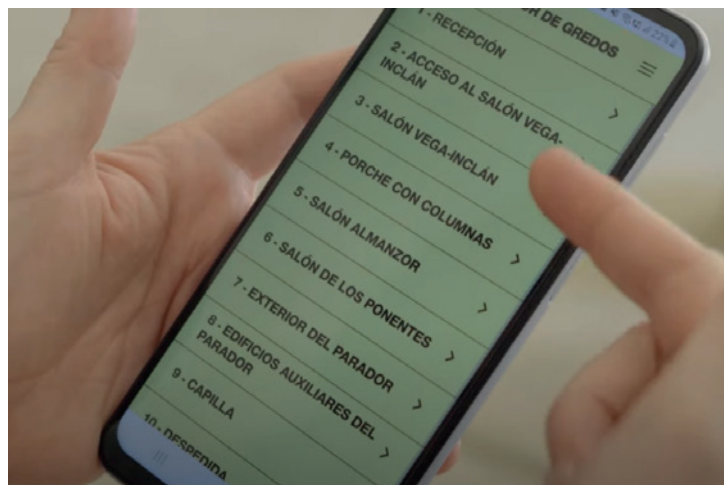 DE GREDOS
1 - RECEPCIÓN
2 - ACCESO AL SALÓN VEGA-
INCLÁN
3 - SALÓN VEGA-INCLÁN
4 - PORCHE CON COLUMNAS
5 - SALÓN ALMANZOR
6 - SALÓN DE LOS PONENTES
7 - EXTERIOR DEL PARADOR
8 - EDIFICIOS AUXILIARES DEL
PARADOR
9 - CAPILLA
10 - DESPEDIDA